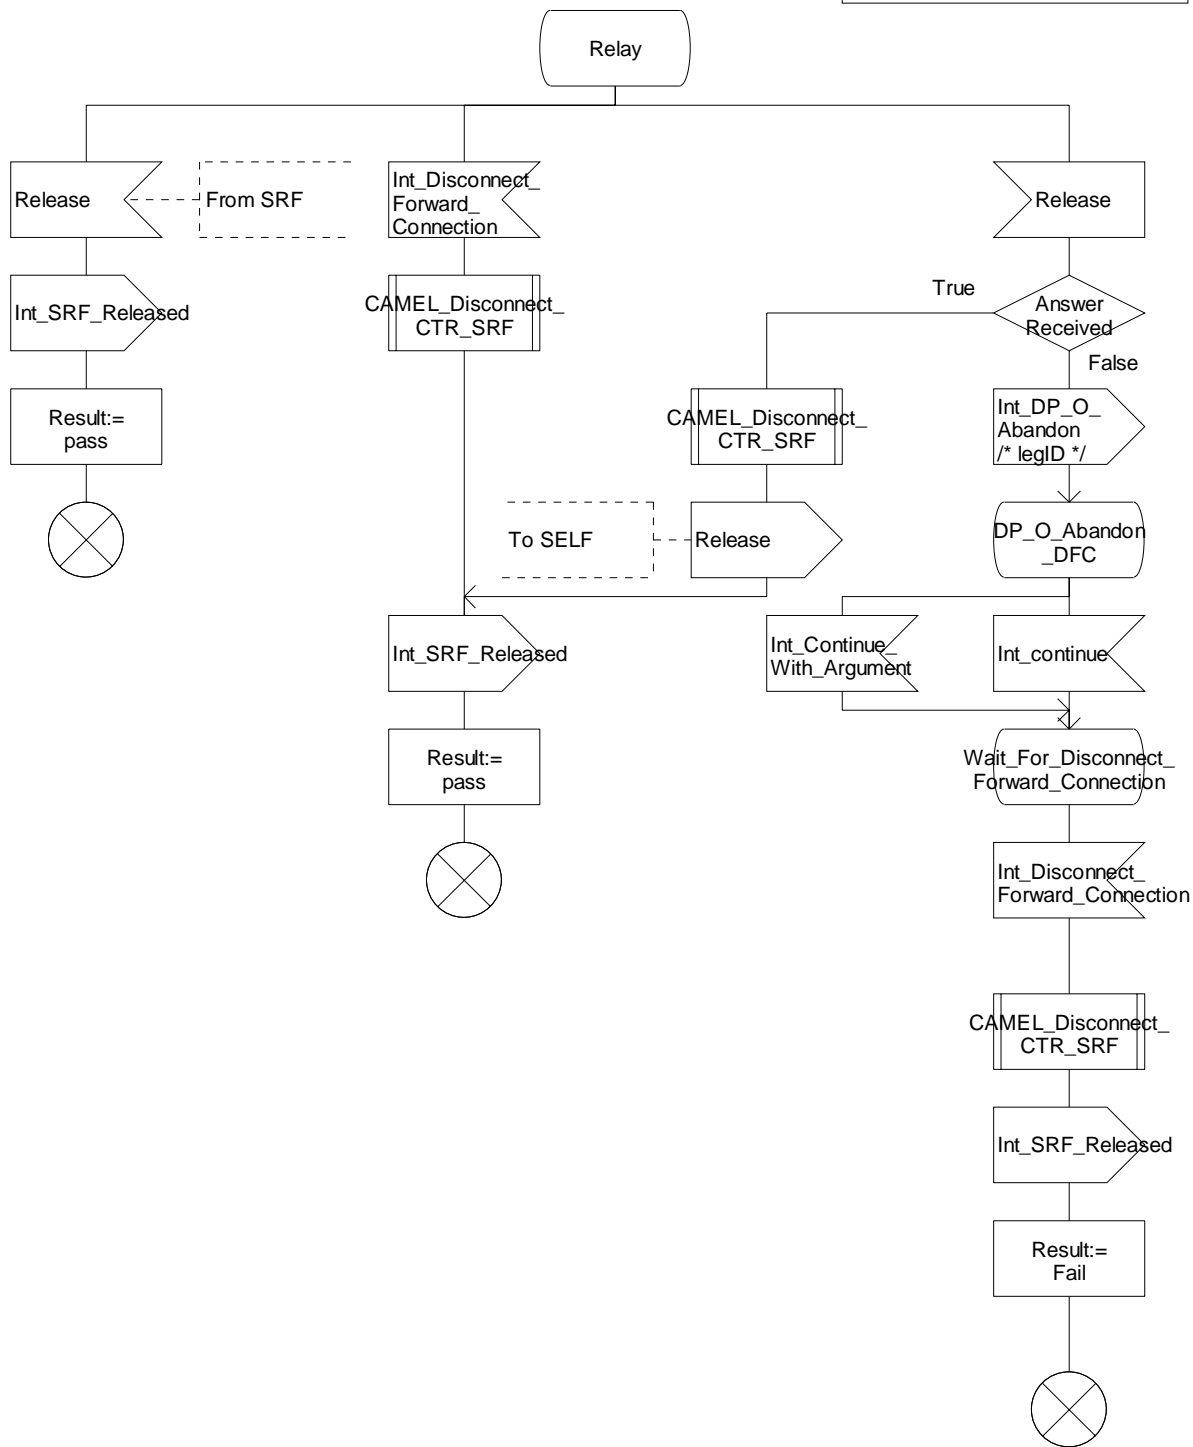 Relay
Release
From SRF
Int_Disconnect_
Forward_
Connection
Release
Int_SRF_Released
CAMEL_Disconnect_
CTR_SRF
True
Answer
Received
False
Result:=
pass
CAMEL_Disconnect_
CTR_SRF
Int_DP_O_
Abandon
/* legID */
To SELF
Release
DP_O_Abandon
_DFC
Int_SRF_Released
Int_Continue_
With_Argument
Int_continue
Result:=
pass
Wait_For_Disconnect_
Forward_Connection
Int_Disconnect_
Forward_Connection
CAMEL_Disconnect_
CTR_SRF
Int_SRF_Released
Result:=
Fail